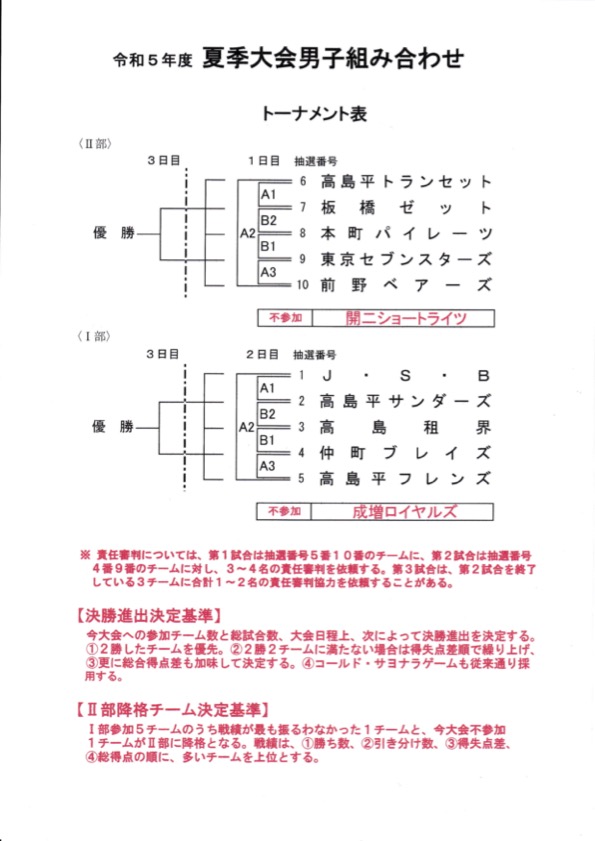 令和５年度 夏季大会男子組み合わせ
トーナメント表
〈Ⅱ部〉
３日目 １日目 抽選番号
6 高島平トランセット
A1
7 板橋ゼット
B2
優勝 A2 8 本町パイレーツ
B1
9 東京セブンスターズ
A3
10 前野ベアーズ
不参加 開二ショートライツ
〈Ⅰ部〉
３日目 ２日目 抽選番号
1 Ｊ・Ｓ・Ｂ
A1
2 高島平サンダーズ
B2
優勝 A2 3 高島租界
B1
4 仲町ブレイズ
A3
5 高島平フレンズ
不参加 成増ロイヤルズ
※ 責任審判については、第１試合は抽選番号５番１０番のチームに、第２試合は抽選番号
４番９番のチームに対し、３～４名の責任審判を依頼する。第３試合は、第２試合を終了
している３チームに合計１～２名の責任審判協力を依頼することがある。
【決勝進出決定基準】
今大会への参加チーム数と総試合数、大会日程上、次によって決勝進出を決定する。
①２勝したチームを優先。②２勝２チームに満たない場合は得失点差順で繰り上げ、
③更に総合得点差も加味して決定する。④コールド・サヨナラゲームも従来通り採
用する。
【Ⅱ部降格チーム決定基準】
Ⅰ部参加５チームのうち戦績が最も振るわなかった１チームと、今大会不参加
１チームがⅡ部に降格となる。戦績は、①勝ち数、②引き分け数、③得失点差、
④総得点の順に、多いチームを上位とする。